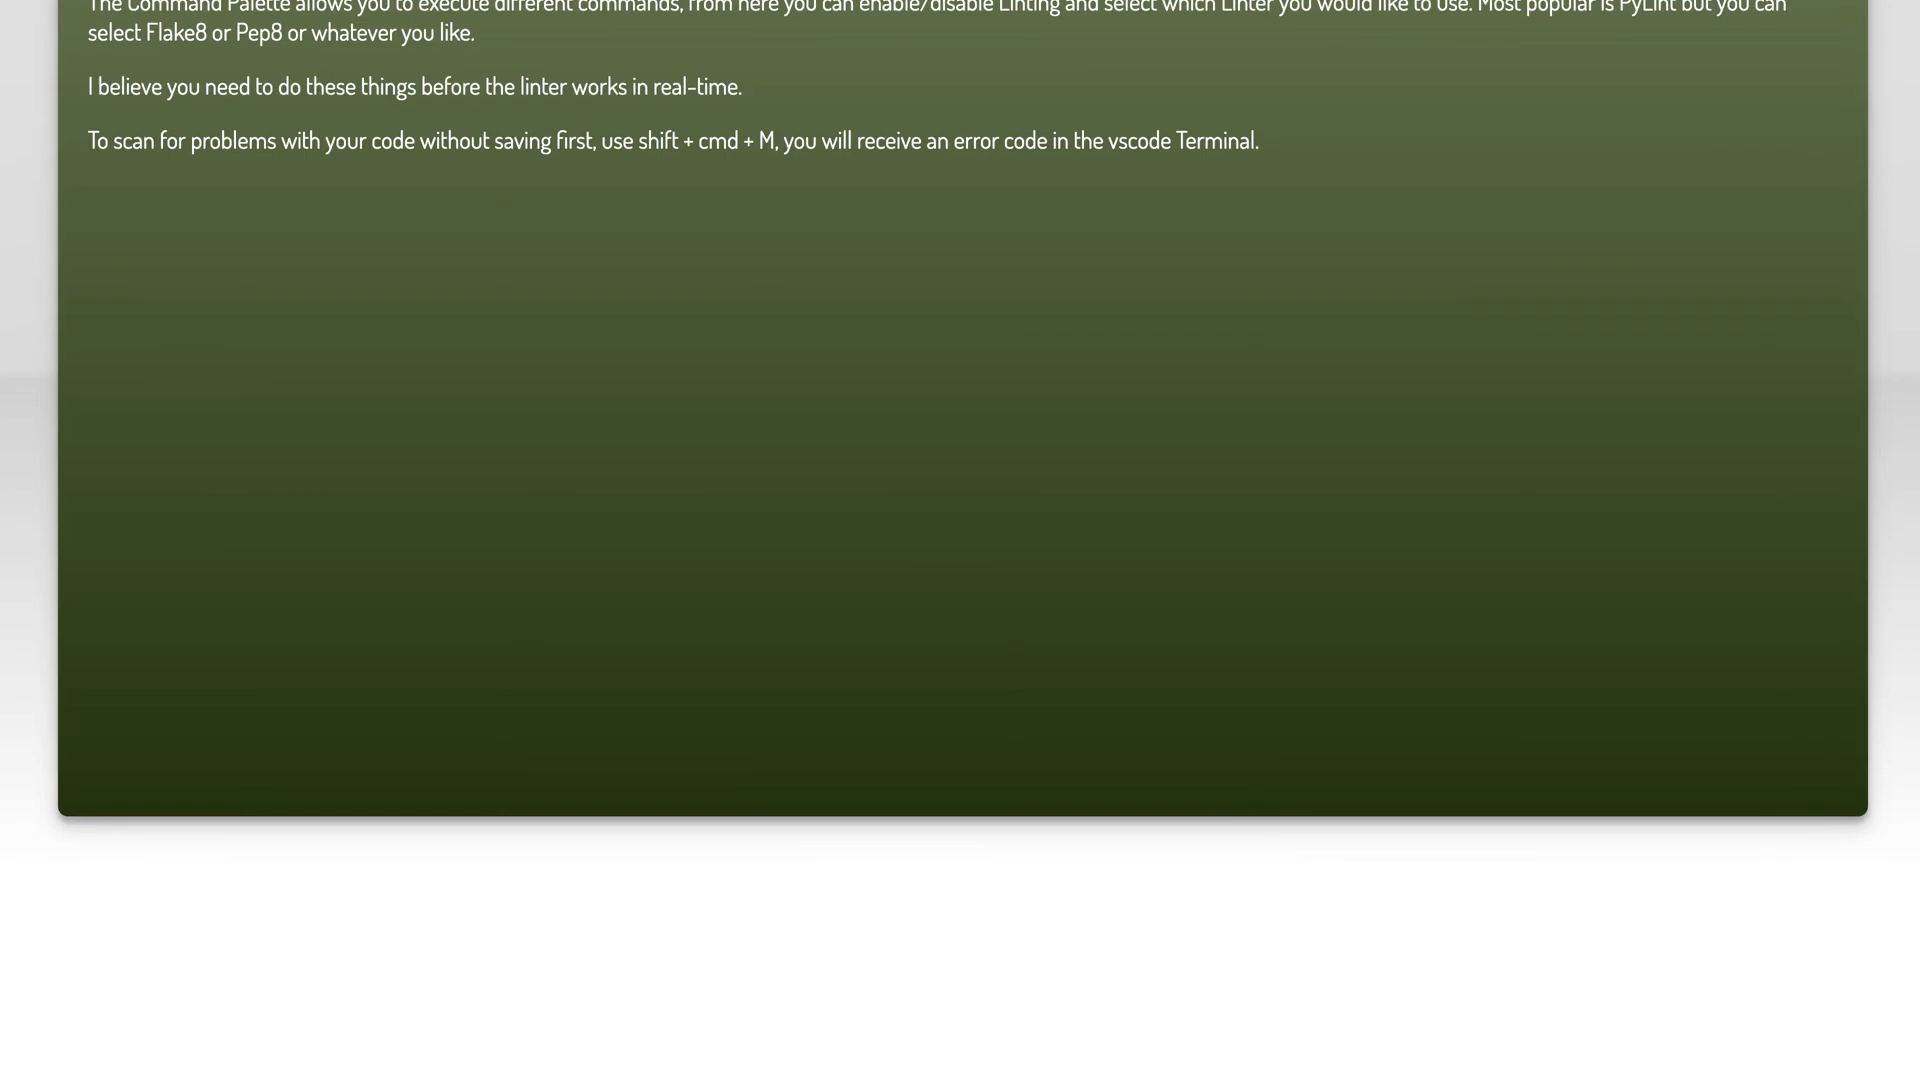 The Command Palette allows you to execute different commands, from here you can enable/disable Linting and select which Linter you would like to use. Most popular is PyLint but you can
select Flake8 or Pep8 or whatever you like.
I believe you need to do these things before the linter works in real-time.
To scan for problems with your code without saving first, use shift + cmd + M, you will receive an error code in the vscode Terminal.